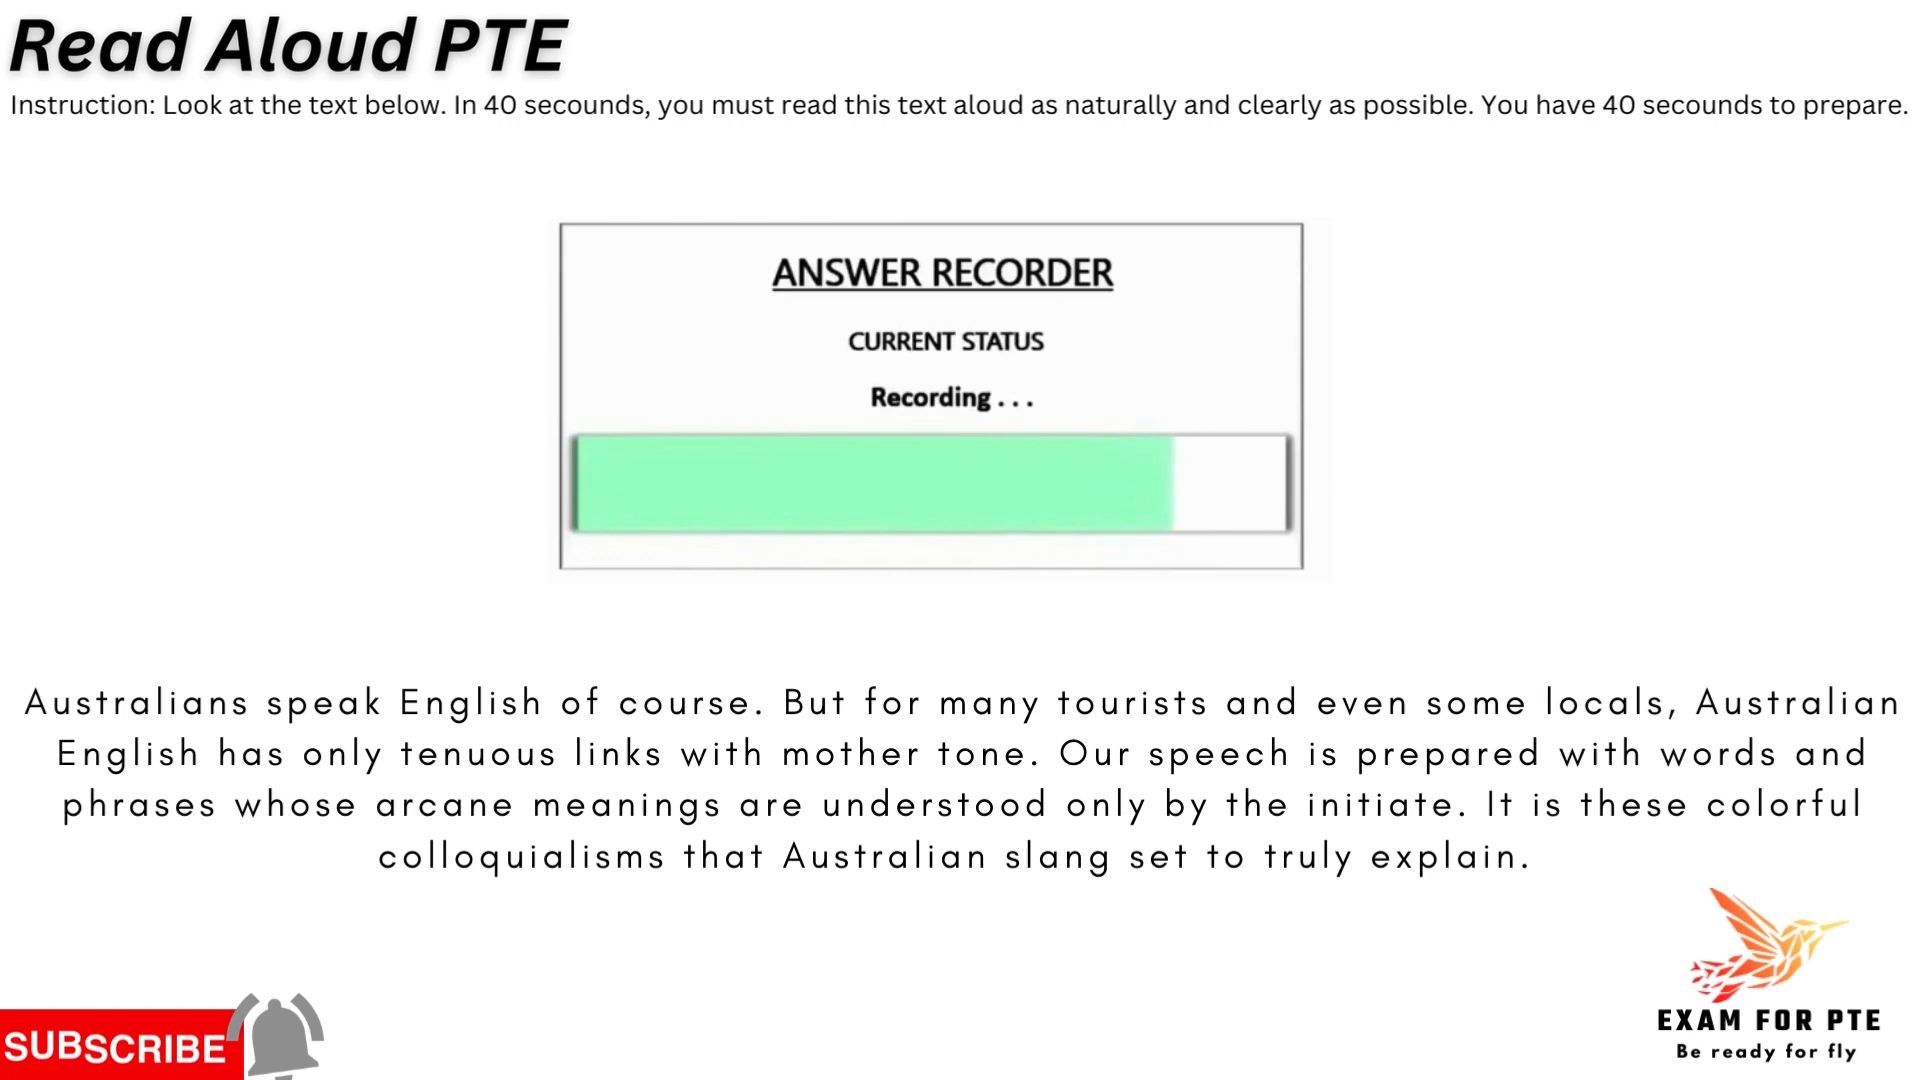 Read Aloud PTE
Instruction: Look at the text below. In 40 secounds, you must read this text aloud as naturally and clearly as possible. You have 40 secounds to prepare.
ANSWER RECORDER
CURRENT STATUS
Recording . . .
Australians speak English of course. But for many tourists and even some locals, Australian
English has only tenuous links with mother tone. Our speech is prepared with words and
phrases whose arcane meanings are understood only by the initiate. It is these colorful
colloquialisms that Australian slang set to truly explain.
SUBSCRIBE
EXAM FOR PTE
Be ready for fly